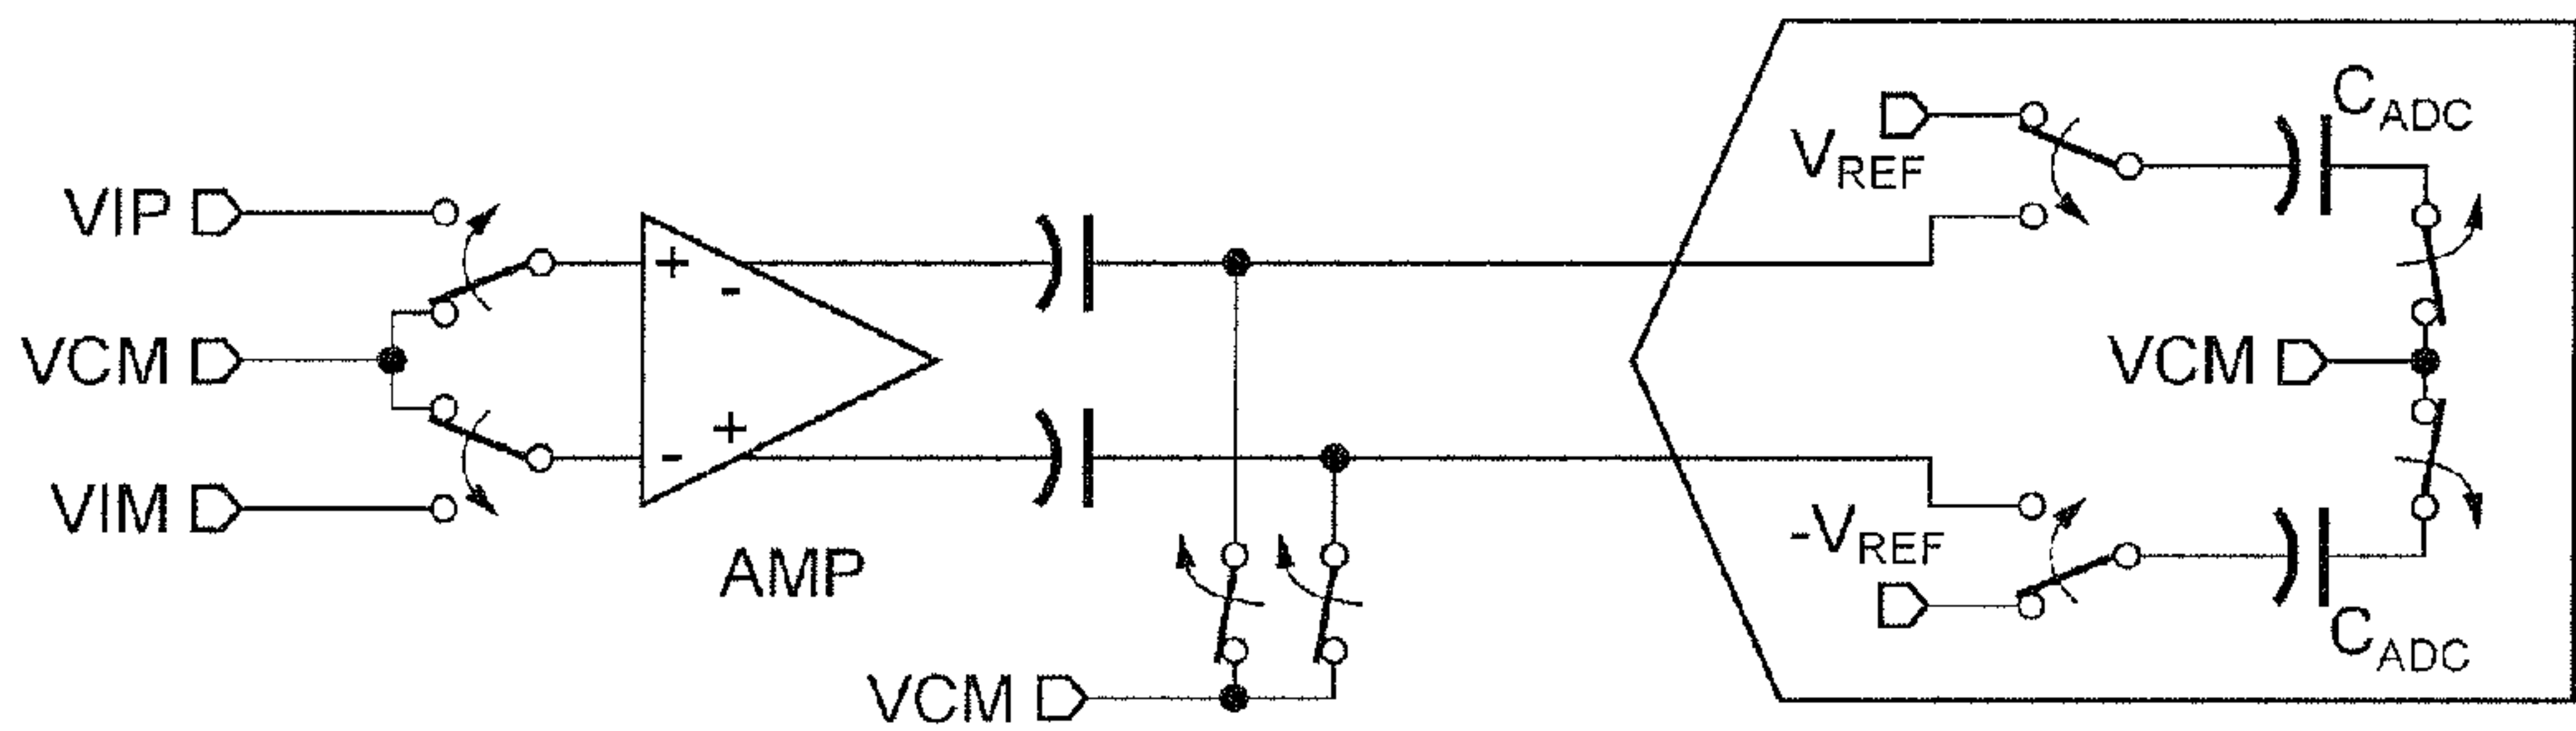 C_ADC
V_REF
VIP
+
-
VCM
VCM
+
-
VIM
-V_REF
AMP
C_ADC
VCM